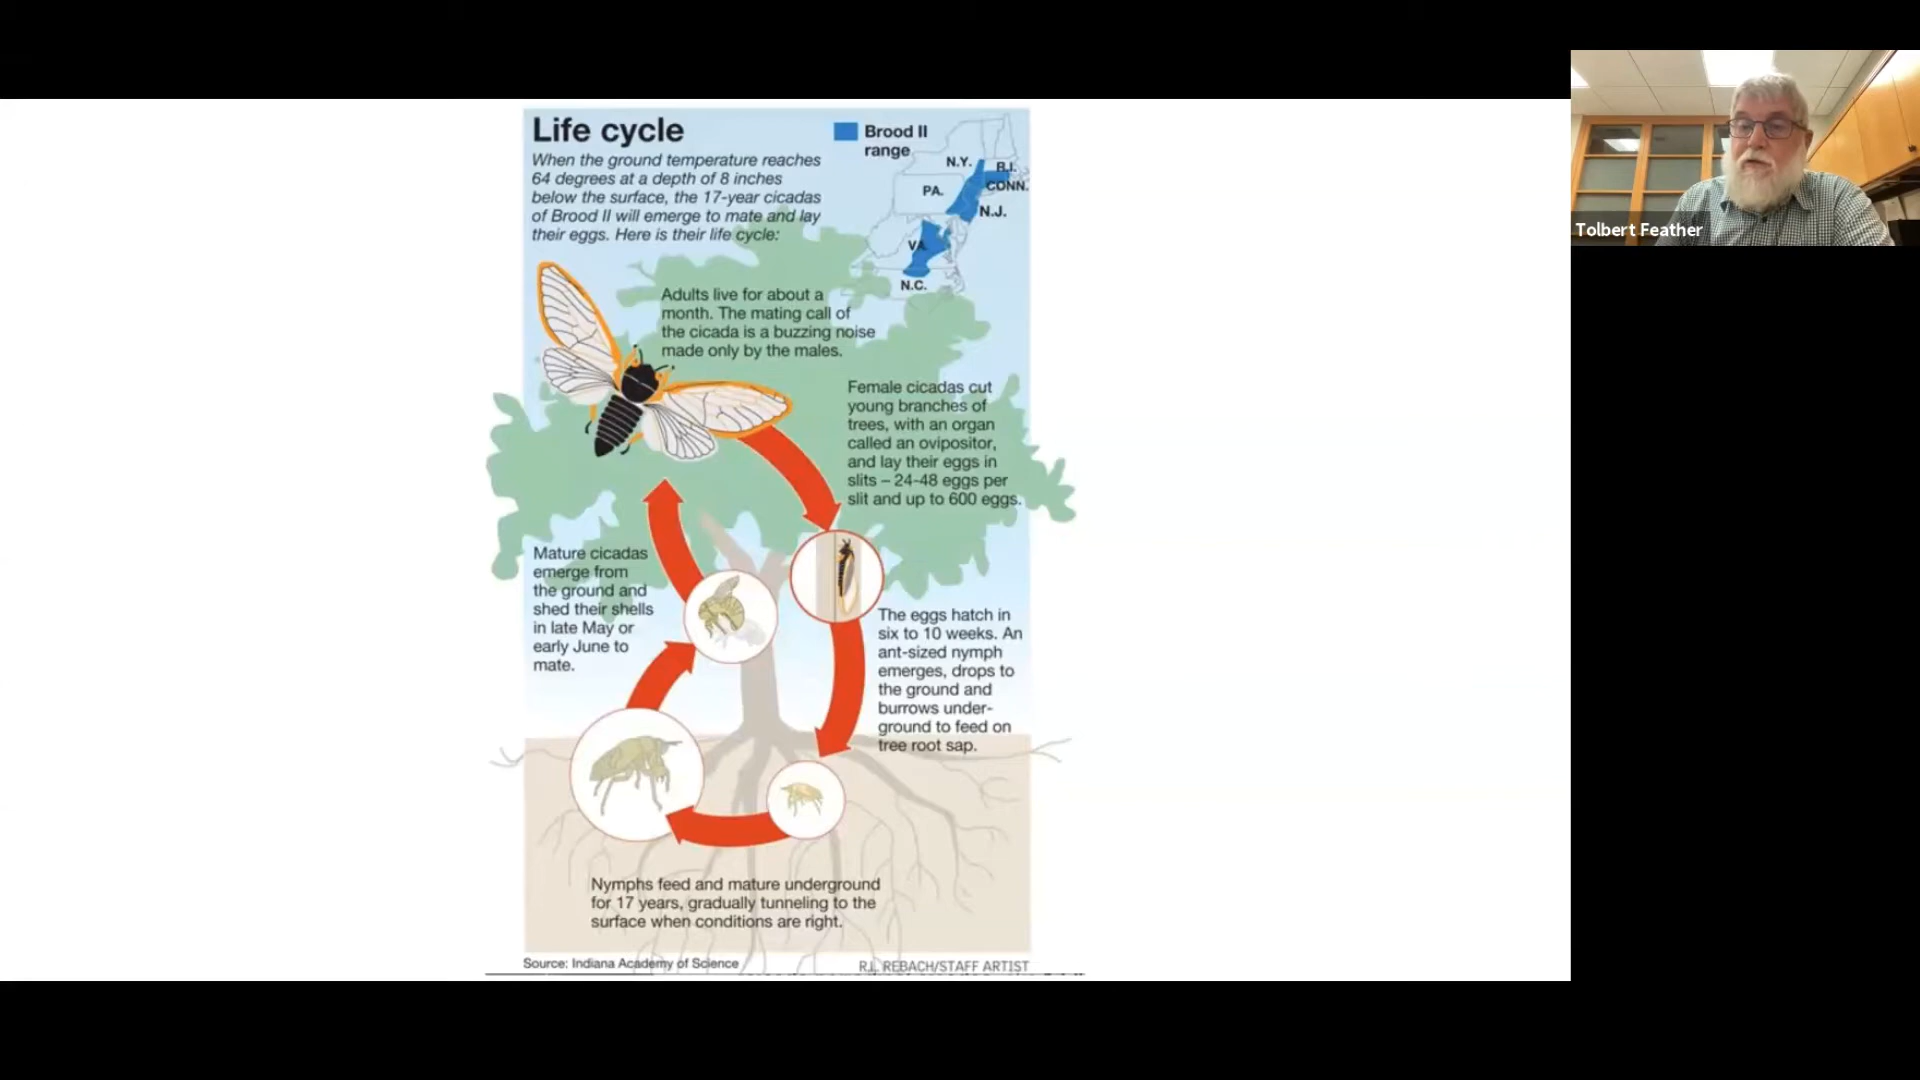 Life cycle
When the ground temperature reaches
64 degrees at a depth of 8 inches
below the surface, the 17-year cicadas
of Brood II will emerge to mate and lay
their eggs. Here is their life cycle:
Brood II
range
N.Y.
R.I.
CONN.
PA.
N.J.
VA.
N.C.
Adults live for about a
month. The mating call of
the cicada is a buzzing noise
made only by the males.
Female cicadas cut
young branches of
trees, with an organ
called an ovipositor,
and lay their eggs in
slits – 24-48 eggs per
slit and up to 600 eggs.
Mature cicadas
emerge from
the ground and
shed their shells
in late May or
early June to
mate.
The eggs hatch in
six to 10 weeks. An
ant-sized nymph
emerges, drops to
the ground and
burrows under-
ground to feed on
tree root sap.
Nymphs feed and mature underground
for 17 years, gradually tunneling to the
surface when conditions are right.
Source: Indiana Academy of Science
R.L. REBACH/STAFF ARTIST
Tolbert Feather